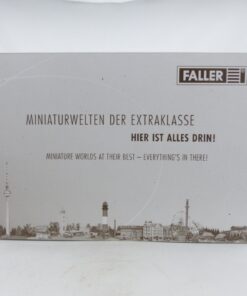 FALLER
MINIATURWELTEN DER EXTRAKLASSE
HIER IST ALLES DRIN!
MINIATURE WORLDS AT THEIR BEST – EVERYTHING'S IN THERE!